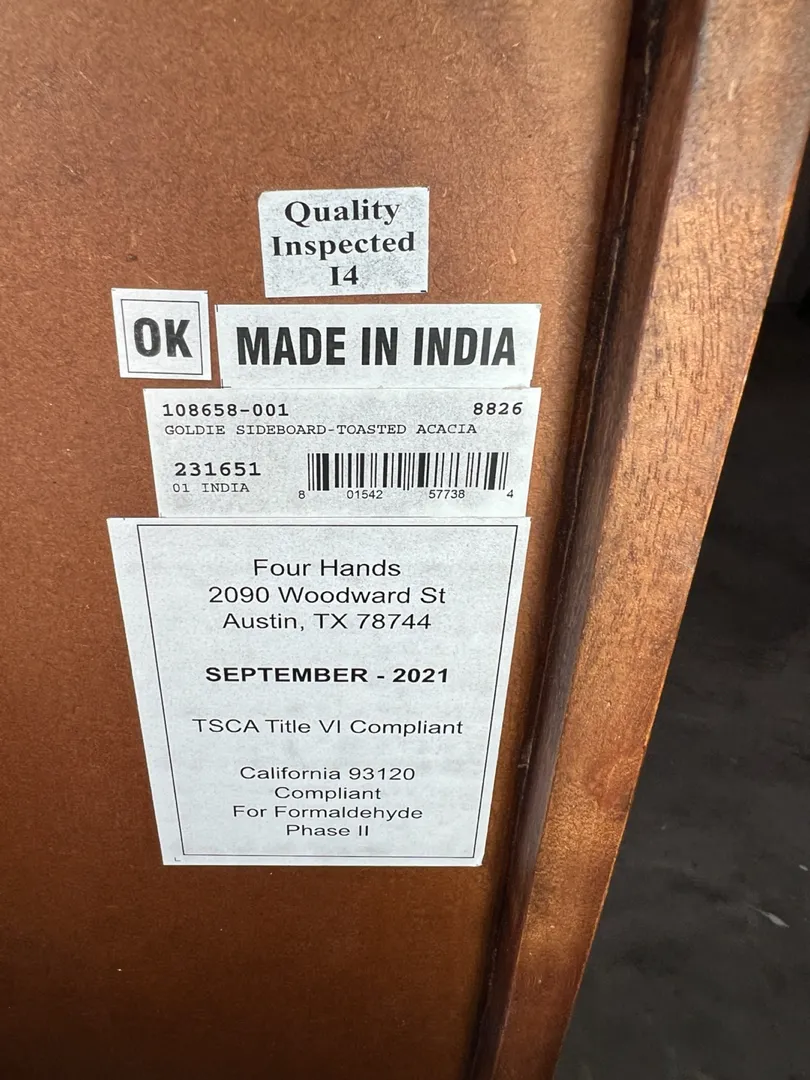 Quality
Inspected
I4
OK
MADE IN INDIA
108658-001 8826
GOLDIE SIDEBOARD-TOASTED ACACIA
231651
01 INDIA
8 01542 57738 4
Four Hands
2090 Woodward St
Austin, TX 78744
SEPTEMBER - 2021
TSCA Title VI Compliant
California 93120
Compliant
For Formaldehyde
Phase II